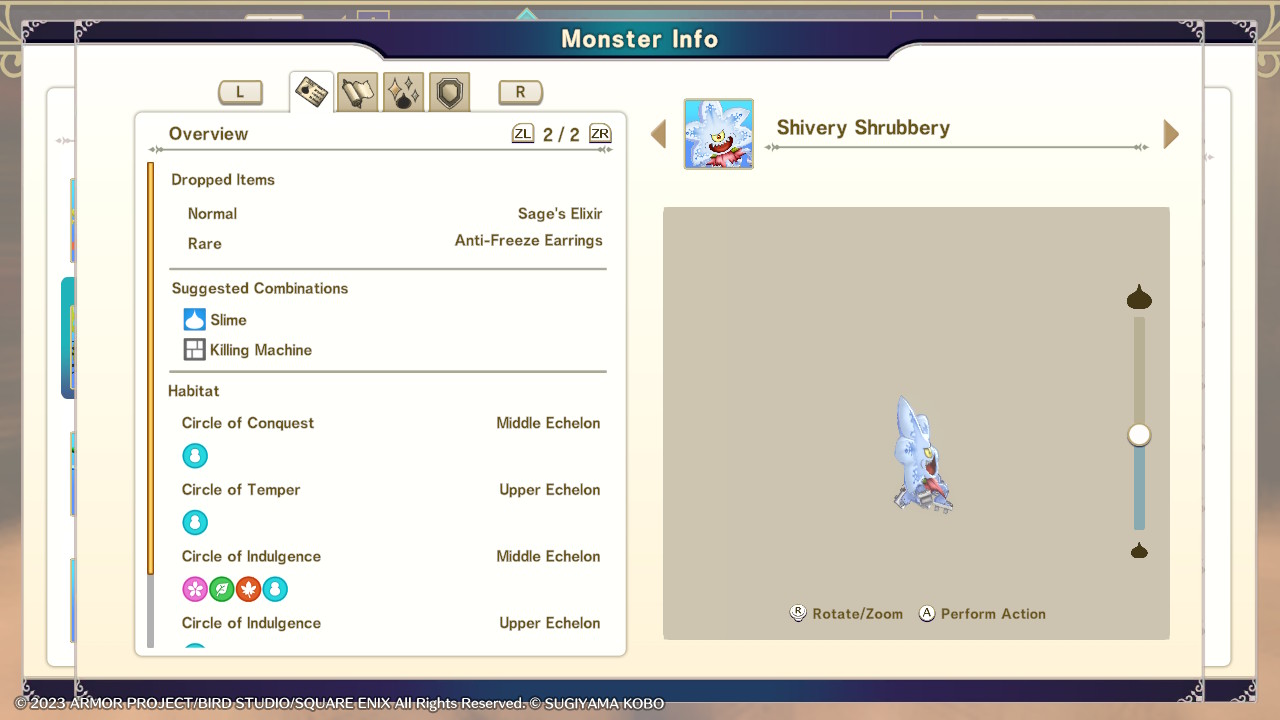 Monster Info
L
R
Overview
ZL 2 / 2 ZR
Shivery Shrubbery
Dropped Items
Normal Sage's Elixir
Rare Anti-Freeze Earrings
Suggested Combinations
Slime
Killing Machine
Habitat
Circle of Conquest Middle Echelon
Circle of Temper Upper Echelon
Circle of Indulgence Middle Echelon
Circle of Indulgence Upper Echelon
R Rotate/Zoom A Perform Action
© 2023 ARMOR PROJECT/BIRD STUDIO/SQUARE ENIX All Rights Reserved. © SUGIYAMA KOBO